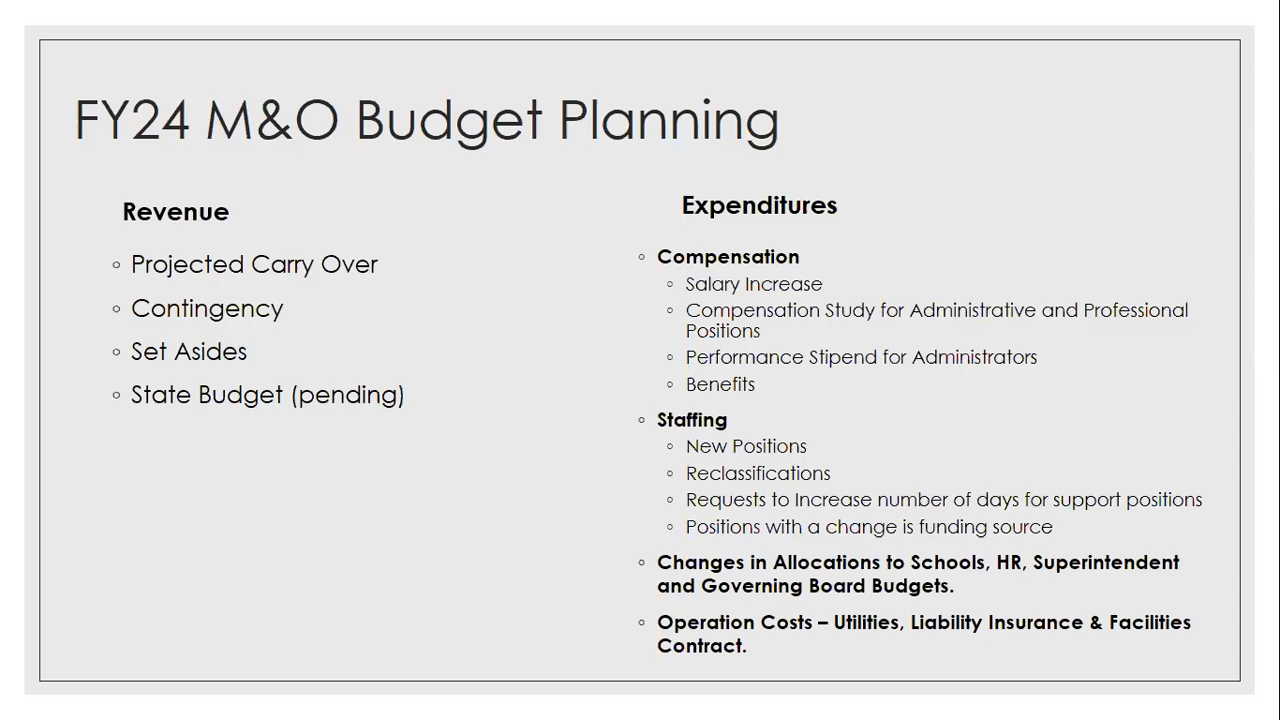 FY24 M&O Budget Planning
Revenue
◦ Projected Carry Over
◦ Contingency
◦ Set Asides
◦ State Budget (pending)
Expenditures
◦ Compensation
◦ Salary Increase
◦ Compensation Study for Administrative and Professional
Positions
◦ Performance Stipend for Administrators
◦ Benefits
◦ Staffing
◦ New Positions
◦ Reclassifications
◦ Requests to Increase number of days for support positions
◦ Positions with a change is funding source
◦ Changes in Allocations to Schools, HR, Superintendent
and Governing Board Budgets.
◦ Operation Costs – Utilities, Liability Insurance & Facilities
Contract.